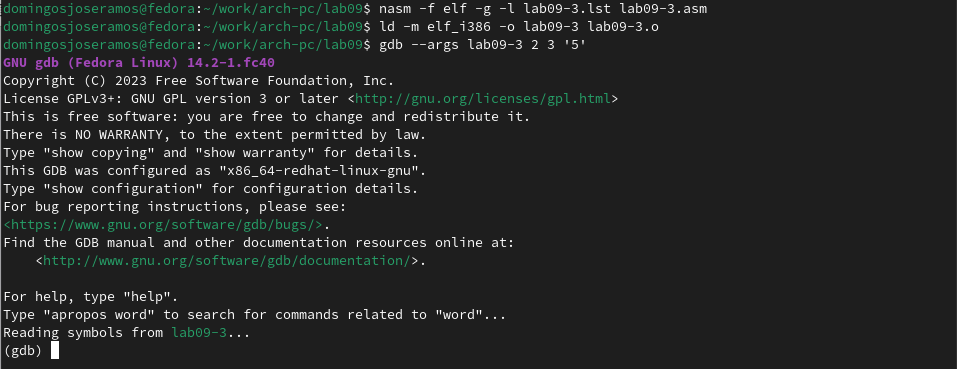 domingosjoseramos@fedora:~/work/arch-pc/lab09$ nasm -f elf -g -l lab09-3.lst lab09-3.asm
domingosjoseramos@fedora:~/work/arch-pc/lab09$ ld -m elf_i386 -o lab09-3 lab09-3.o
domingosjoseramos@fedora:~/work/arch-pc/lab09$ gdb --args lab09-3 2 3 '5'
GNU gdb (Fedora Linux) 14.2-1.fc40
Copyright (C) 2023 Free Software Foundation, Inc.
License GPLv3+: GNU GPL version 3 or later <http://gnu.org/licenses/gpl.html>
This is free software: you are free to change and redistribute it.
There is NO WARRANTY, to the extent permitted by law.
Type "show copying" and "show warranty" for details.
This GDB was configured as "x86_64-redhat-linux-gnu".
Type "show configuration" for configuration details.
For bug reporting instructions, please see:
<https://www.gnu.org/software/gdb/bugs/>.
Find the GDB manual and other documentation resources online at:
    <http://www.gnu.org/software/gdb/documentation/>.

For help, type "help".
Type "apropos word" to search for commands related to "word"...
Reading symbols from lab09-3...
(gdb)